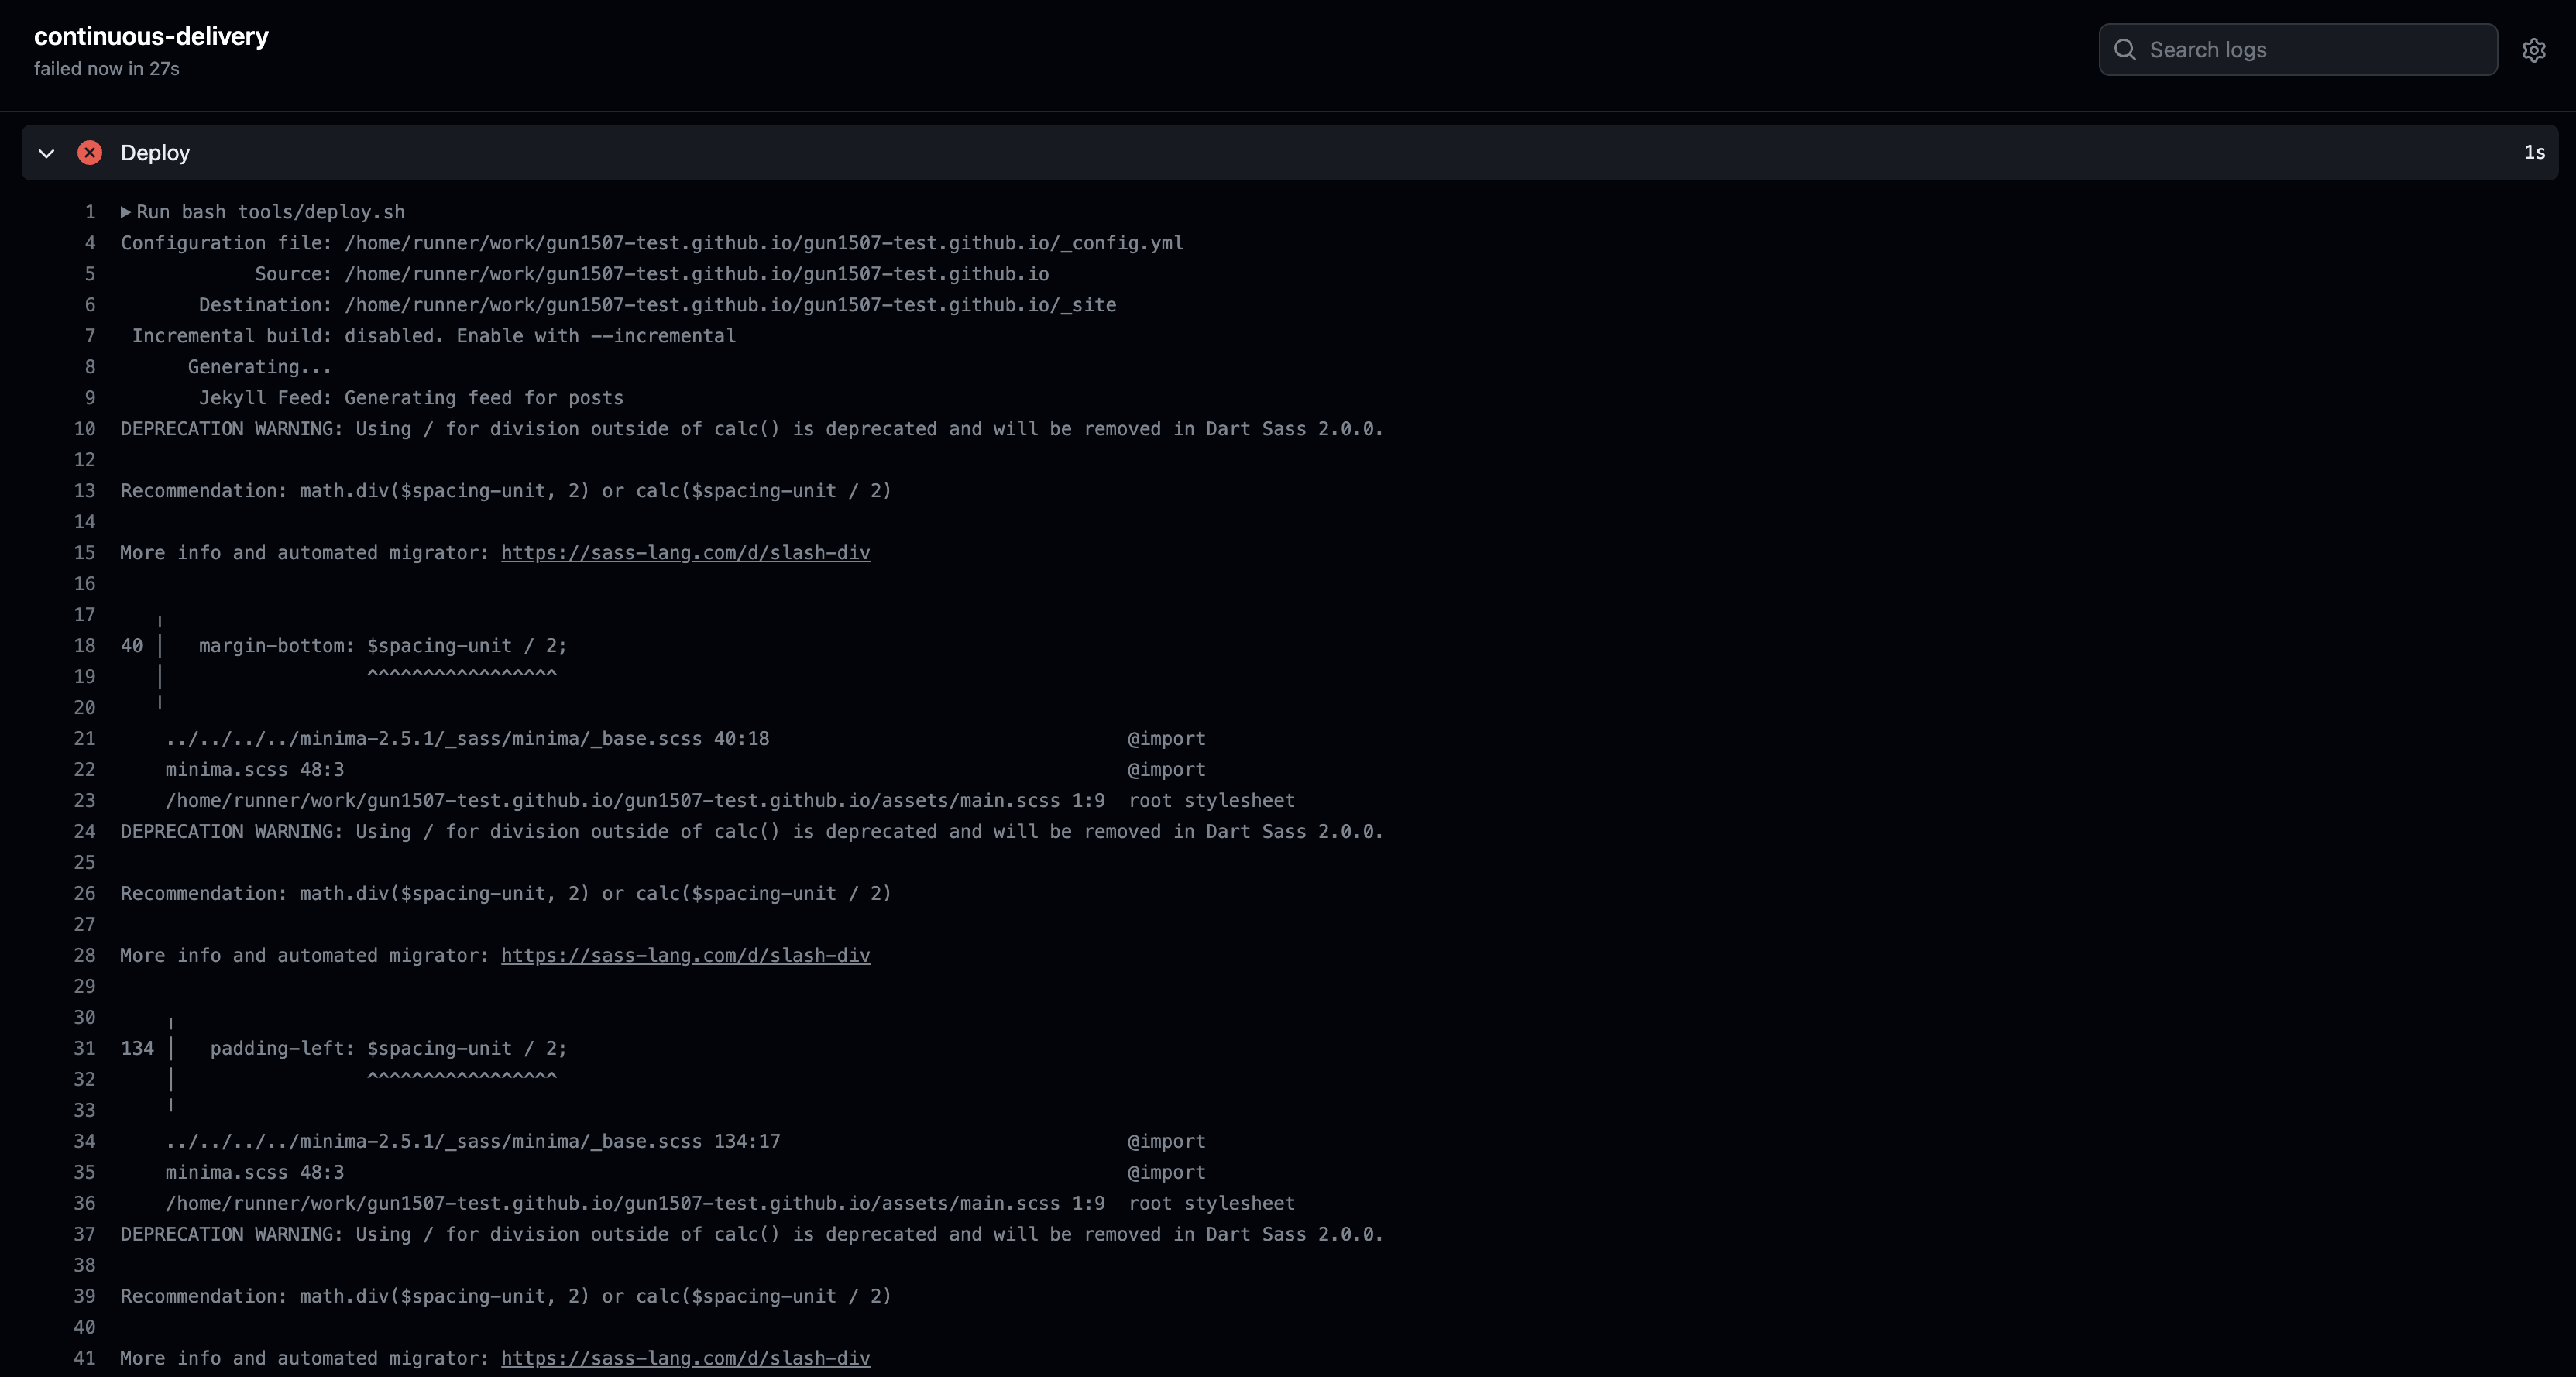 continuous-delivery
failed now in 27s
Search logs
Deploy
1s
1 Run bash tools/deploy.sh
4 Configuration file: /home/runner/work/gun1507-test.github.io/gun1507-test.github.io/_config.yml
5 Source: /home/runner/work/gun1507-test.github.io/gun1507-test.github.io
6 Destination: /home/runner/work/gun1507-test.github.io/gun1507-test.github.io/_site
7 Incremental build: disabled. Enable with --incremental
8 Generating...
9 Jekyll Feed: Generating feed for posts
10 DEPRECATION WARNING: Using / for division outside of calc() is deprecated and will be removed in Dart Sass 2.0.0.
12
13 Recommendation: math.div($spacing-unit, 2) or calc($spacing-unit / 2)
14
15 More info and automated migrator: https://sass-lang.com/d/slash-div
16
17 ╷
18 40 │ margin-bottom: $spacing-unit / 2;
19 │ ^^^^^^^^^^^^^^^^^
20 ╵
21 ../../../../minima-2.5.1/_sass/minima/_base.scss 40:18 @import
22 minima.scss 48:3 @import
23 /home/runner/work/gun1507-test.github.io/gun1507-test.github.io/assets/main.scss 1:9 root stylesheet
24 DEPRECATION WARNING: Using / for division outside of calc() is deprecated and will be removed in Dart Sass 2.0.0.
25
26 Recommendation: math.div($spacing-unit, 2) or calc($spacing-unit / 2)
27
28 More info and automated migrator: https://sass-lang.com/d/slash-div
29
30 ╷
31 134 │ padding-left: $spacing-unit / 2;
32 │ ^^^^^^^^^^^^^^^^^
33 ╵
34 ../../../../minima-2.5.1/_sass/minima/_base.scss 134:17 @import
35 minima.scss 48:3 @import
36 /home/runner/work/gun1507-test.github.io/gun1507-test.github.io/assets/main.scss 1:9 root stylesheet
37 DEPRECATION WARNING: Using / for division outside of calc() is deprecated and will be removed in Dart Sass 2.0.0.
38
39 Recommendation: math.div($spacing-unit, 2) or calc($spacing-unit / 2)
40
41 More info and automated migrator: https://sass-lang.com/d/slash-div